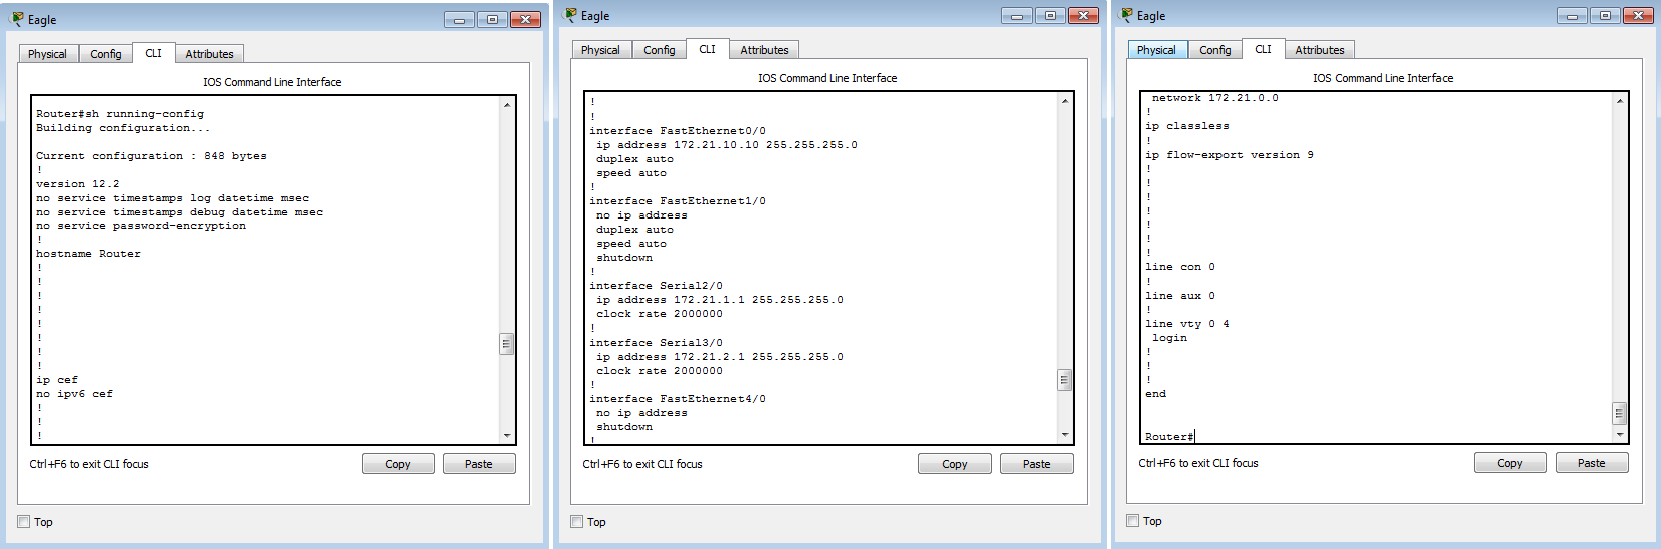 Eagle
Physical Config CLI Attributes
IOS Command Line Interface
Router#sh running-config
Building configuration...
Current configuration : 848 bytes
!
version 12.2
no service timestamps log datetime msec
no service timestamps debug datetime msec
no service password-encryption
!
hostname Router
!
!
!
!
!
!
!
!
ip cef
no ipv6 cef
!
!
!
Ctrl+F6 to exit CLI focus
Copy Paste
Top
Eagle
Physical Config CLI Attributes
IOS Command Line Interface
!
!
interface FastEthernet0/0
ip address 172.21.10.10 255.255.255.0
duplex auto
speed auto
!
interface FastEthernet1/0
no ip address
duplex auto
speed auto
shutdown
!
interface Serial2/0
ip address 172.21.1.1 255.255.255.0
clock rate 2000000
!
interface Serial3/0
ip address 172.21.2.1 255.255.255.0
clock rate 2000000
!
interface FastEthernet4/0
no ip address
shutdown
!
Ctrl+F6 to exit CLI focus
Copy Paste
Top
Eagle
Physical Config CLI Attributes
IOS Command Line Interface
network 172.21.0.0
!
ip classless
!
ip flow-export version 9
!
!
!
!
!
!
!
line con 0
!
line aux 0
!
line vty 0 4
login
!
!
!
end
Router#
Ctrl+F6 to exit CLI focus
Copy Paste
Top